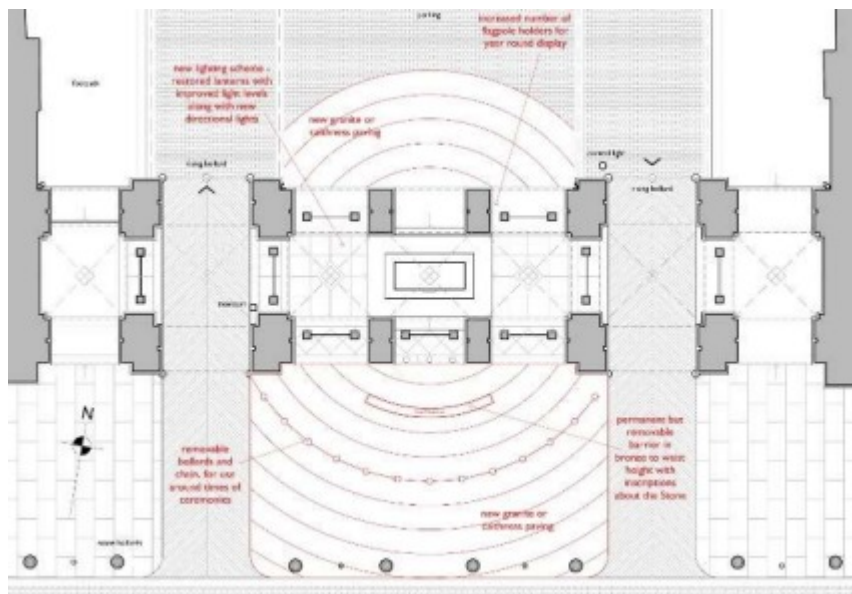 parking
increased number of
flagpole holders for
year round display
footpath
new lighting scheme -
restored lanterns with
improved light levels
along with new
directional lights
new granite or
caithness paving
rising bollard
rising bollard
N
removable
bollards and
chain, for use
around times of
ceremonies
permanent but
removable
barrier in
bronze to waist
height with
inscriptions
about the Stone
new granite or
caithness paving